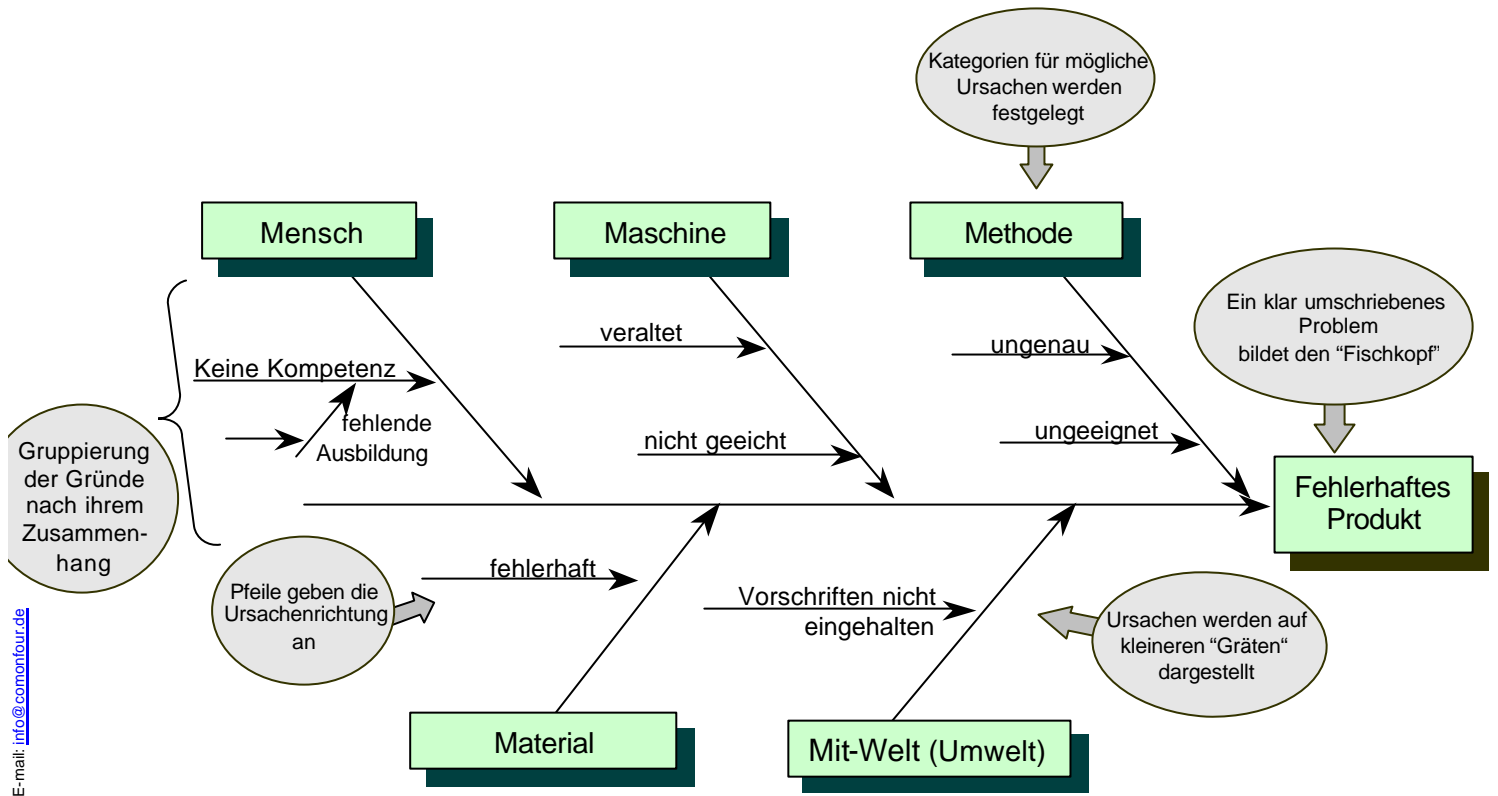 Kategorien für mögliche
Ursachen werden
festgelegt
Mensch
Maschine
Methode
Ein klar umschriebenes
Problem
bildet den “Fischkopf”
veraltet
ungenau
Keine Kompetenz
fehlende
Ausbildung
nicht geeicht
ungeeignet
Gruppierung
der Gründe
nach ihrem
Zusammen-
hang
Fehlerhaftes
Produkt
fehlerhaft
Pfeile geben die
Ursachenrichtung
an
Vorschriften nicht
eingehalten
Ursachen werden auf
kleineren “Gräten“
dargestellt
Material
Mit-Welt (Umwelt)
E-mail: info@comonfour.de